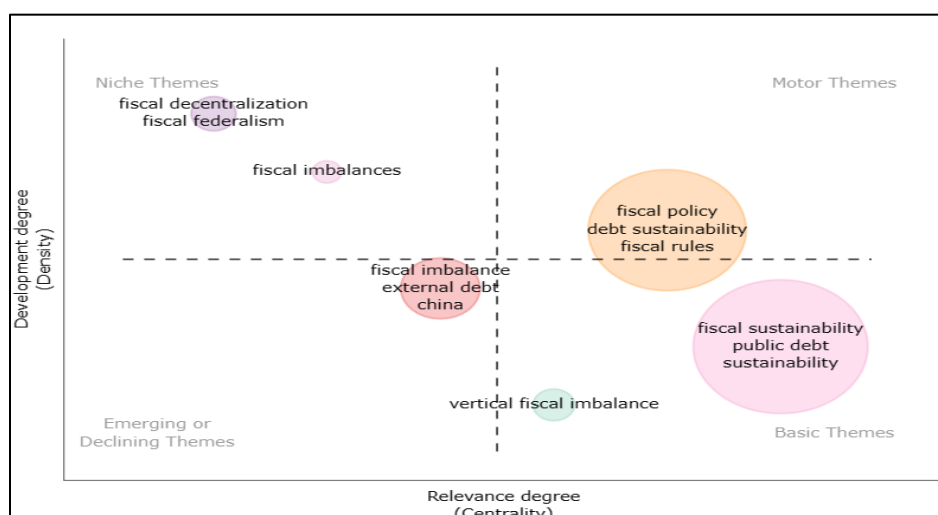 Niche Themes
Motor Themes
fiscal decentralization
fiscal federalism
fiscal imbalances
fiscal policy
debt sustainability
fiscal rules
Development degree
(Density)
fiscal imbalance
external debt
china
fiscal sustainability
public debt
sustainability
vertical fiscal imbalance
Emerging or
Declining Themes
Basic Themes
Relevance degree
(Centrality)